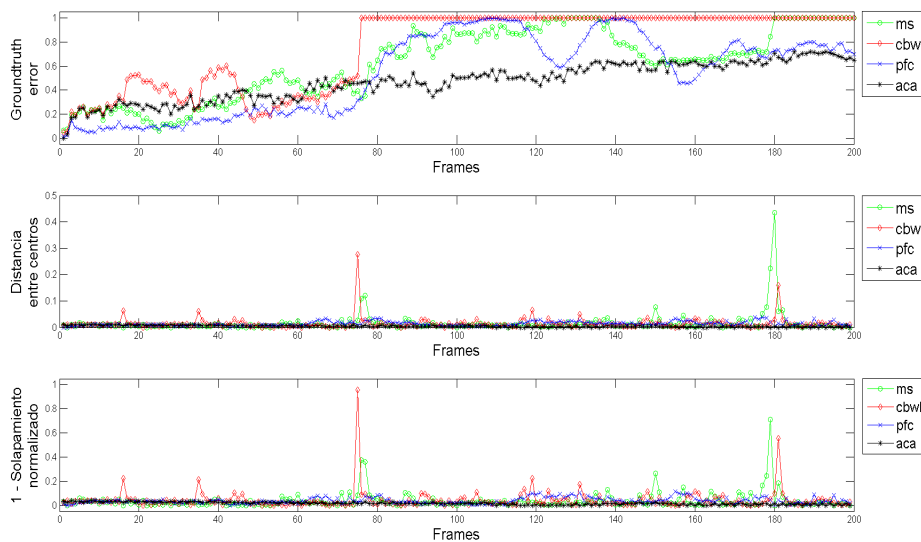 Groundtruth
error
1
0.8
0.6
0.4
0.2
0
0 20 40 60 80 100 120 140 160 180 200
Frames
ms
cbw
pfc
aca
Distancia
entre centros
0.5
0.4
0.3
0.2
0.1
0
0 20 40 60 80 100 120 140 160 180 200
Frames
ms
cbw
pfc
aca
1 - Solapamiento
normalizado
1
0.8
0.6
0.4
0.2
0
0 20 40 60 80 100 120 140 160 180 200
Frames
ms
cbwl
pfc
aca